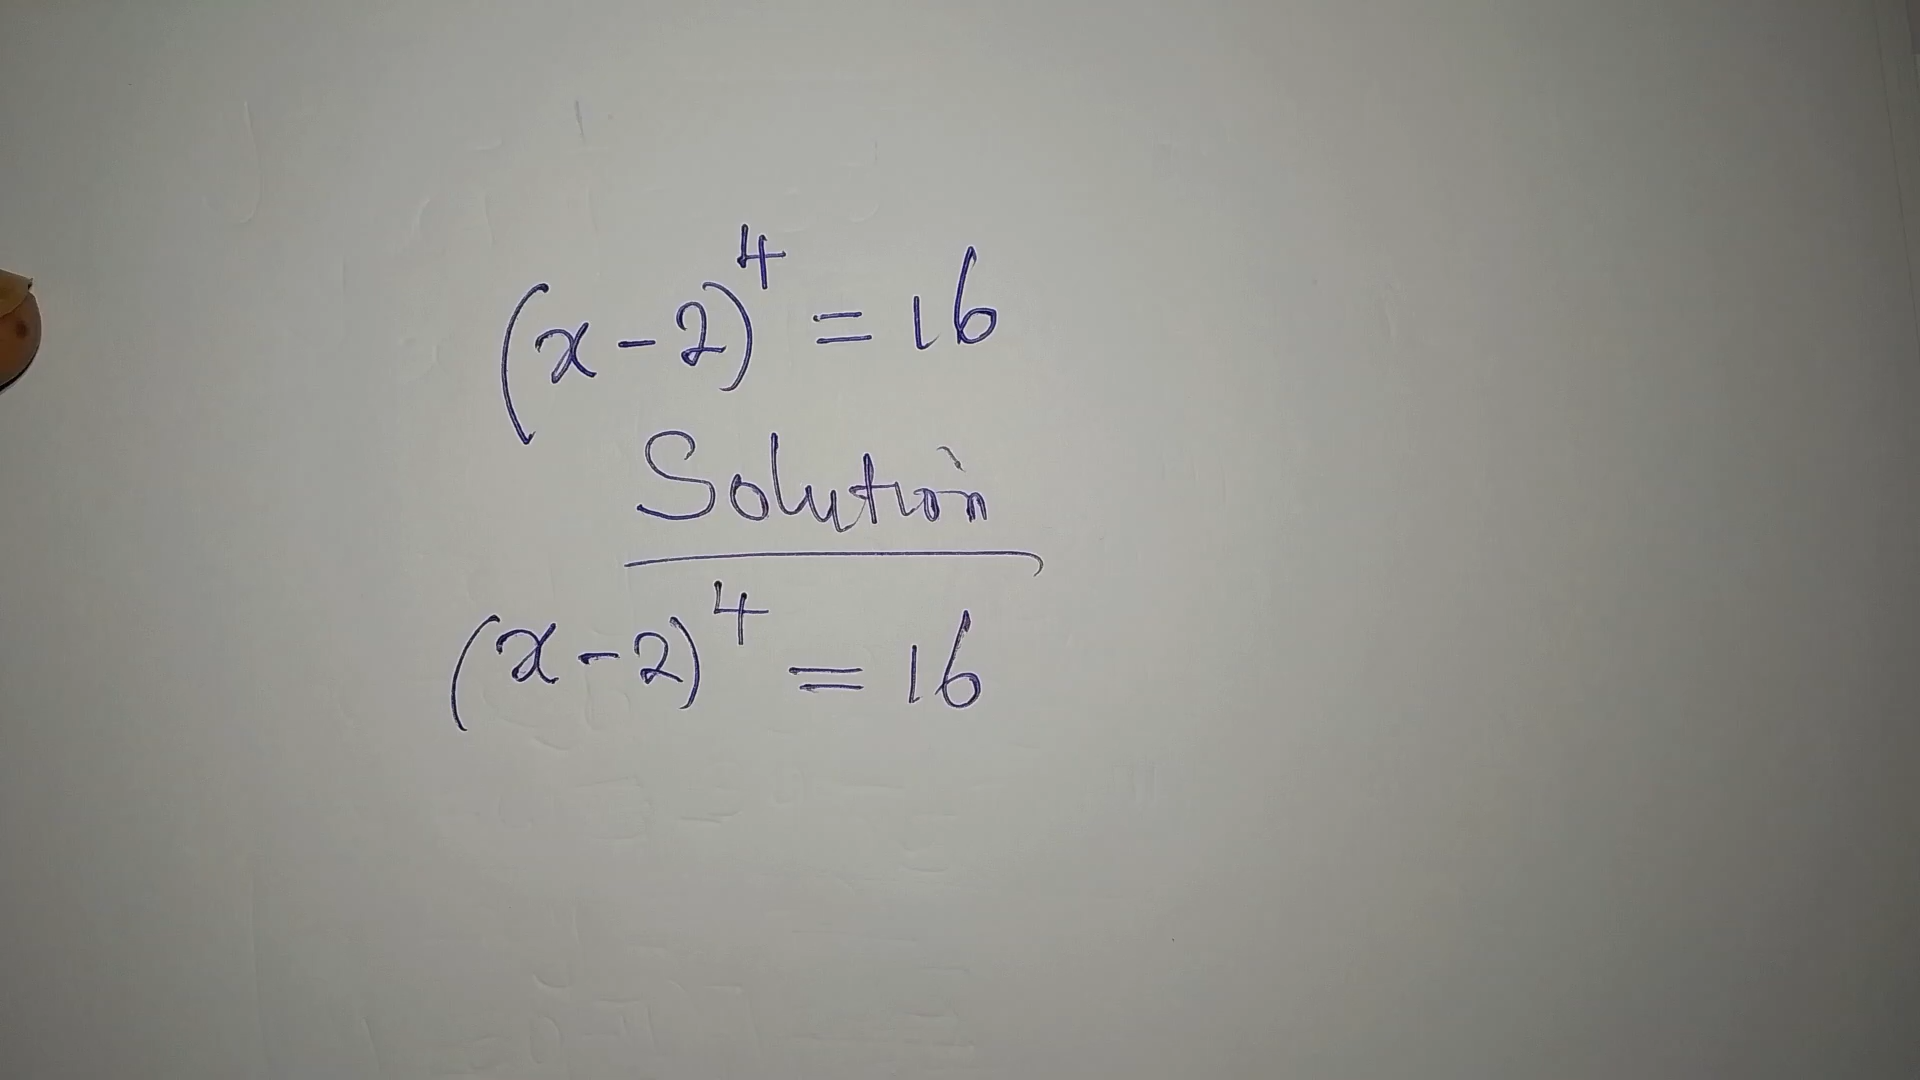 (x-2)⁴ = 16
Solution
(x-2)⁴ = 16